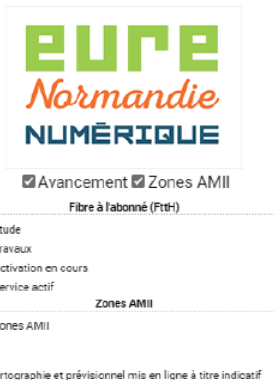 eure
Normandie
NUMÉRIQUE
Avancement Zones AMII
Fibre à l'abonné (FttH)
tude
ravaux
ctivation en cours
ervice actif
Zones AMII
ones AMII
rtographie et prévisionnel mis en ligne à titre indicatif